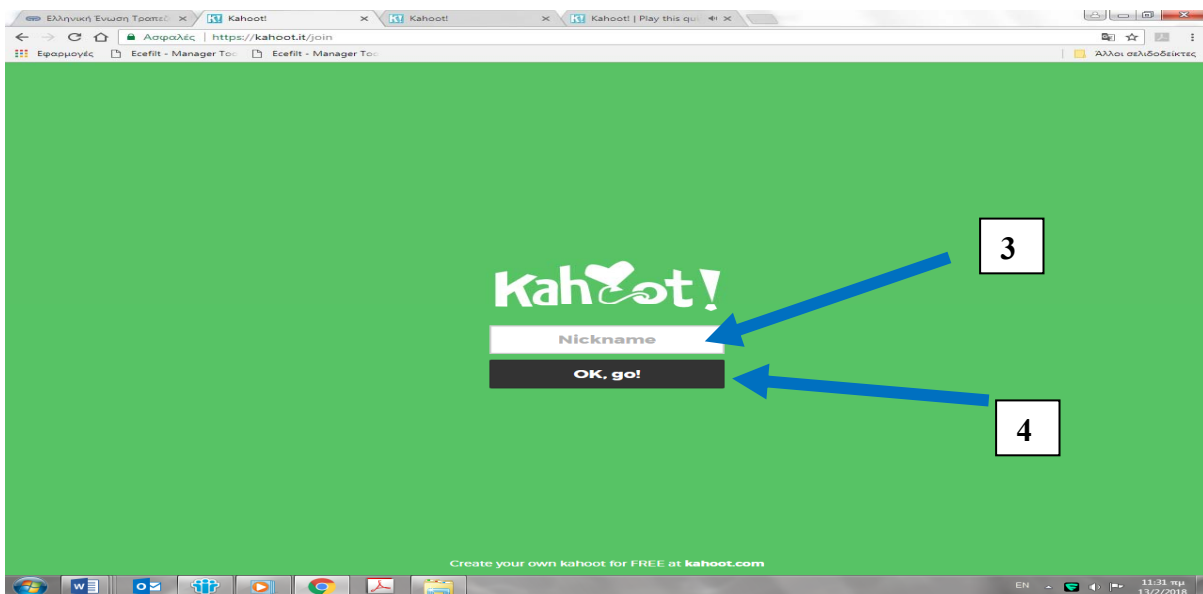 Ελληνική Ένωση Τραπεζ
Kahoot!
Kahoot!
Kahoot! | Play this qui
Ασφαλές | https://kahoot.it/join
Εφαρμογές
Ecefilt - Manager Too
Ecefilt - Manager Too
Άλλοι σελιδοδείκτες
3
Kahoot!
Nickname
OK, go!
4
Create your own kahoot for FREE at kahoot.com
EN
11:31 πμ
13/2/2018